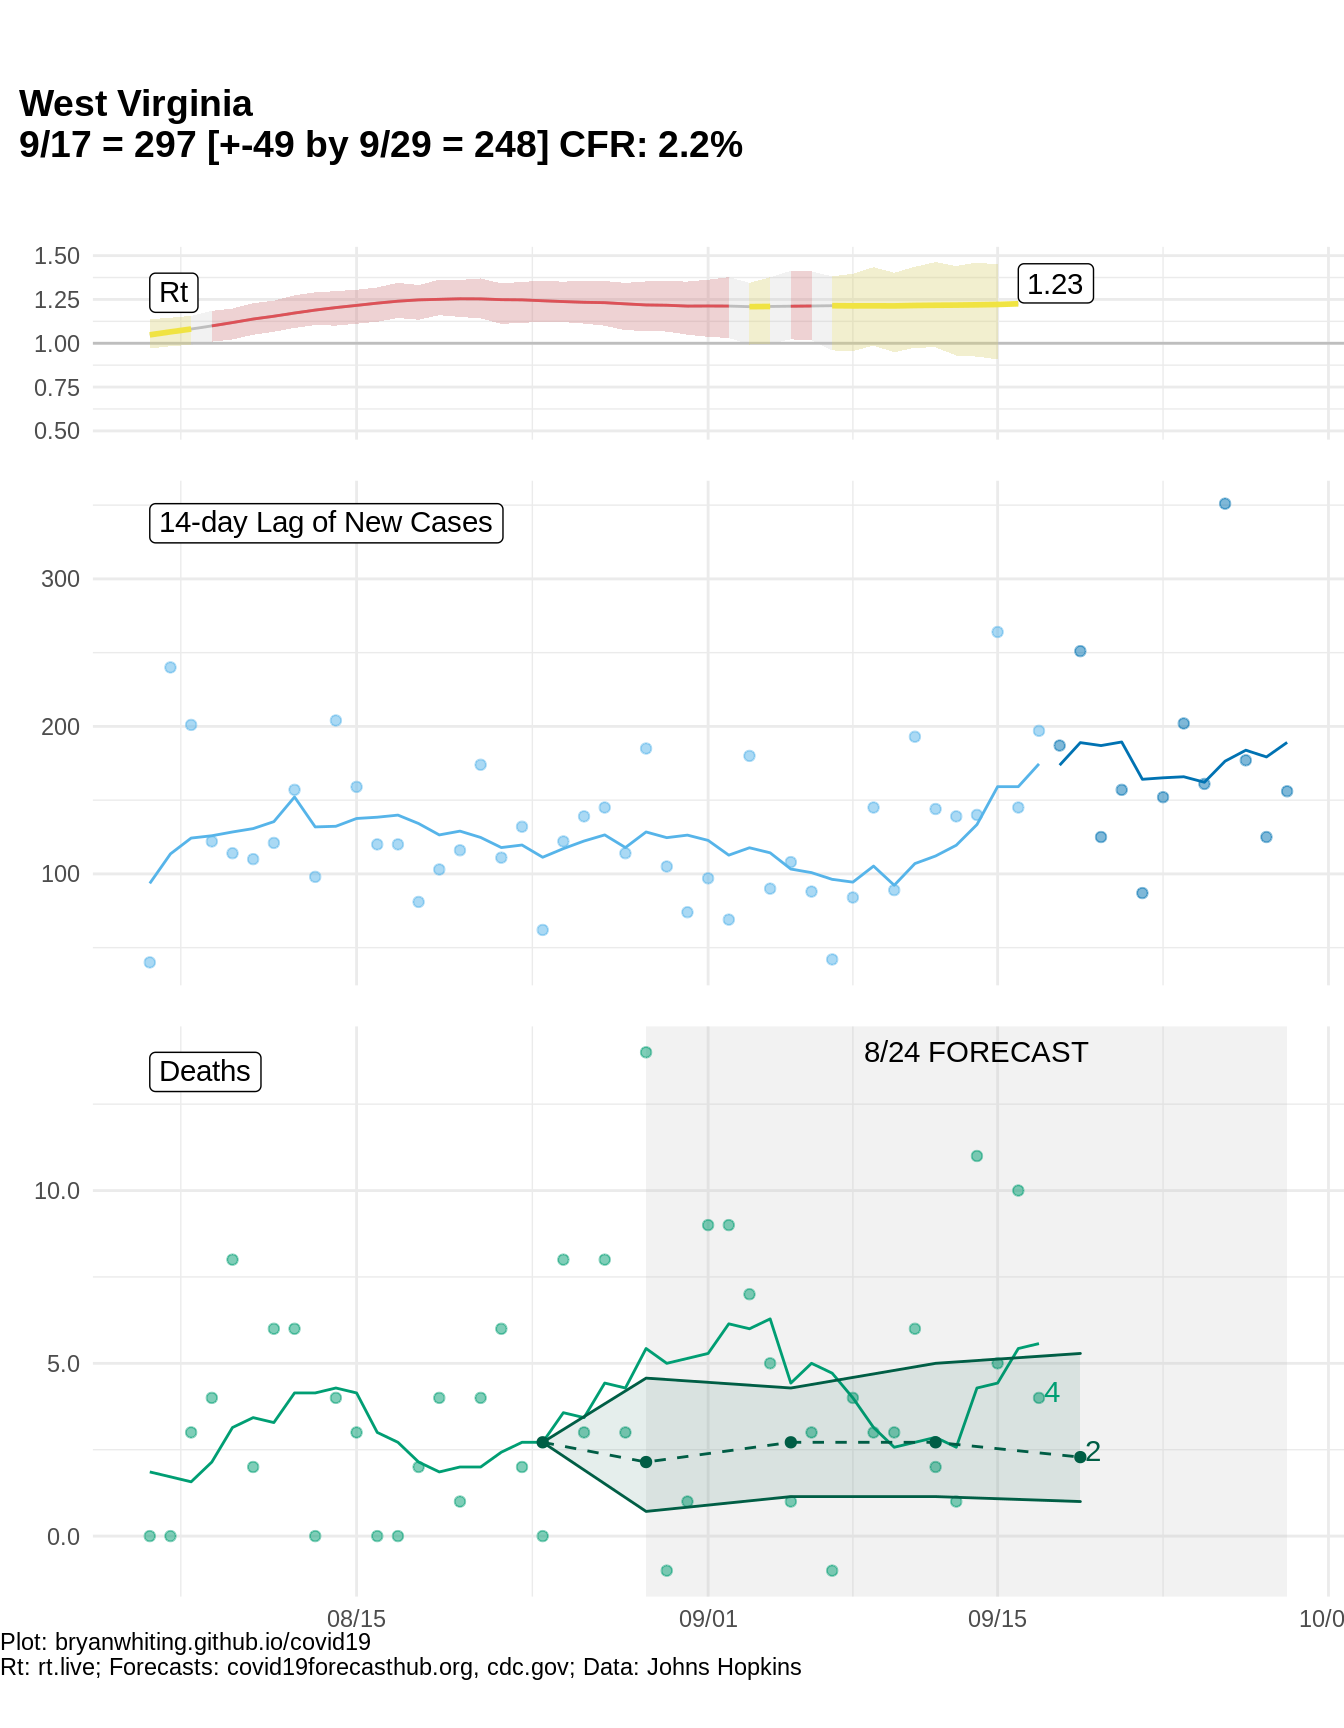 West Virginia
9/17 = 297 [+-49 by 9/29 = 248] CFR: 2.2%
1.50
1.25
1.00
0.75
0.50
Rt
1.23
14-day Lag of New Cases
300
200
100
Deaths
8/24 FORECAST
10.0
5.0
0.0
4
2
08/15
09/01
09/15
10/0
Plot: bryanwhiting.github.io/covid19
Rt: rt.live; Forecasts: covid19forecasthub.org, cdc.gov; Data: Johns Hopkins